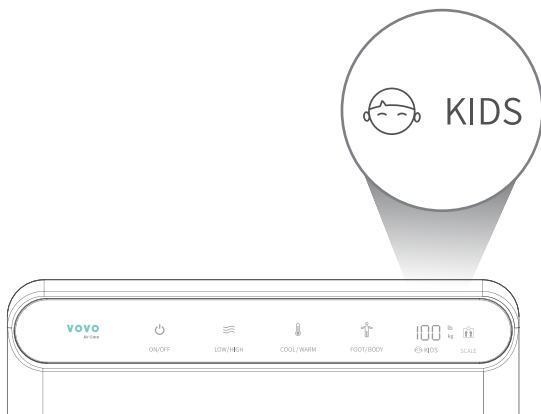 KIDS
VOVO
Air Care
ON/OFF
LOW/HIGH
COOL/WARM
FOOT/BODY
100 lb kg
KIDS
SCALE